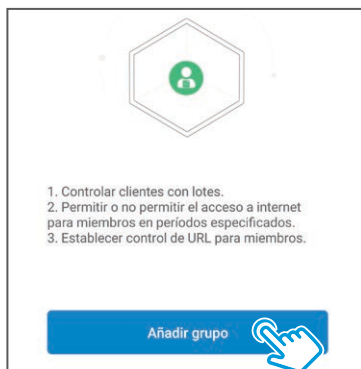 1. Controlar clientes con lotes.
2. Permitir o no permitir el acceso a internet
para miembros en períodos especificados.
3. Establecer control de URL para miembros.
Añadir grupo